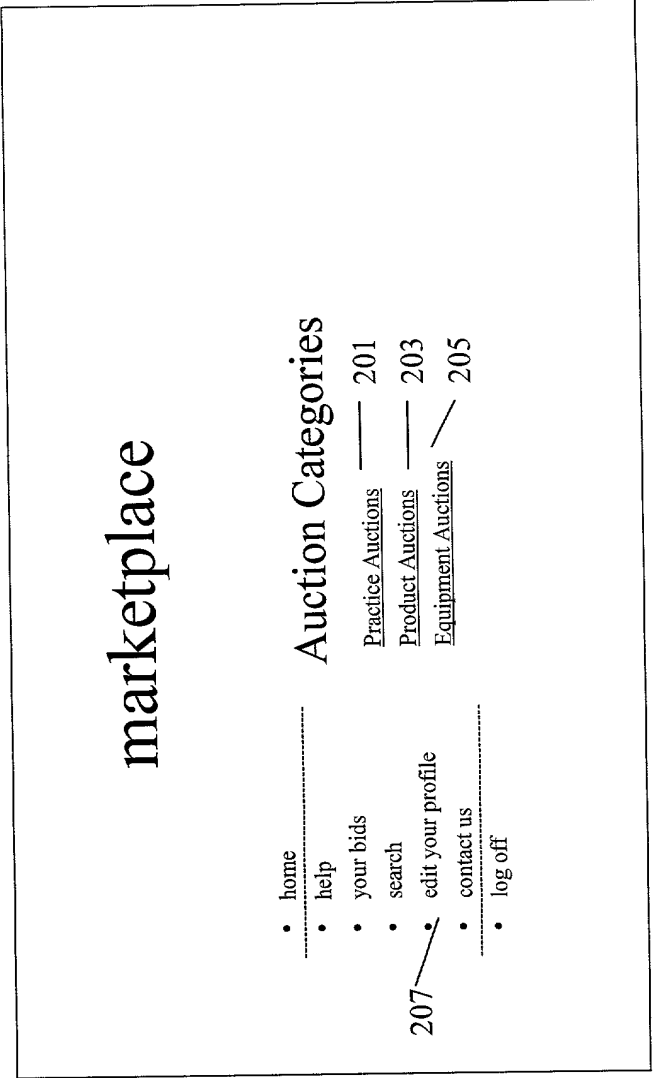 marketplace
• home
• help
• your bids
• search
• edit your profile
• contact us
• log off
207
Auction Categories
Practice Auctions 201
Product Auctions 203
Equipment Auctions 205